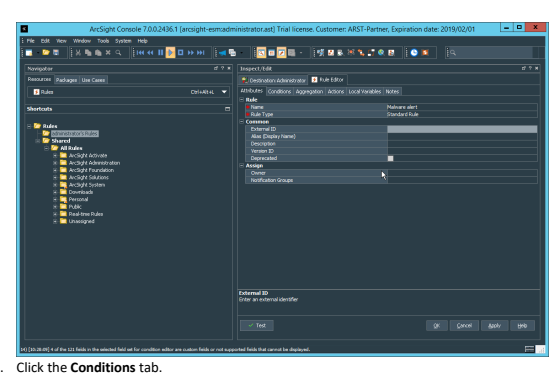 ArcSight Console 7.0.0.2436.1 [arcsight-esm:administrator.ast] Trial license. Customer: ARST-Partner, Expiration date: 2019/02/01
File Edit View Window Tools System Help
Navigator
Resources Packages Use Cases
Rules Ctrl+Alt+L
Shortcuts
Rules
Administrator's Rules
Shared
All Rules
ArcSight Activate
ArcSight Administration
ArcSight Foundation
ArcSight Solutions
ArcSight System
Downloads
Personal
Public
Real-time Rules
Unassigned
Inspect/Edit
Destination:Administrator Rule Editor
Attributes Conditions Aggregation Actions Local Variables Notes
Rule
Name Malware alert
Rule Type Standard Rule
Common
External ID
Alias (Display Name)
Description
Version ID
Deprecated
Assign
Owner
Notification Groups
External ID
Enter an external identifier
Test OK Cancel Apply Help
[10:28:09] 4 of the 121 fields in the selected field set for condition editor are custom fields or not supported fields that cannot be displayed.
. Click the Conditions tab.